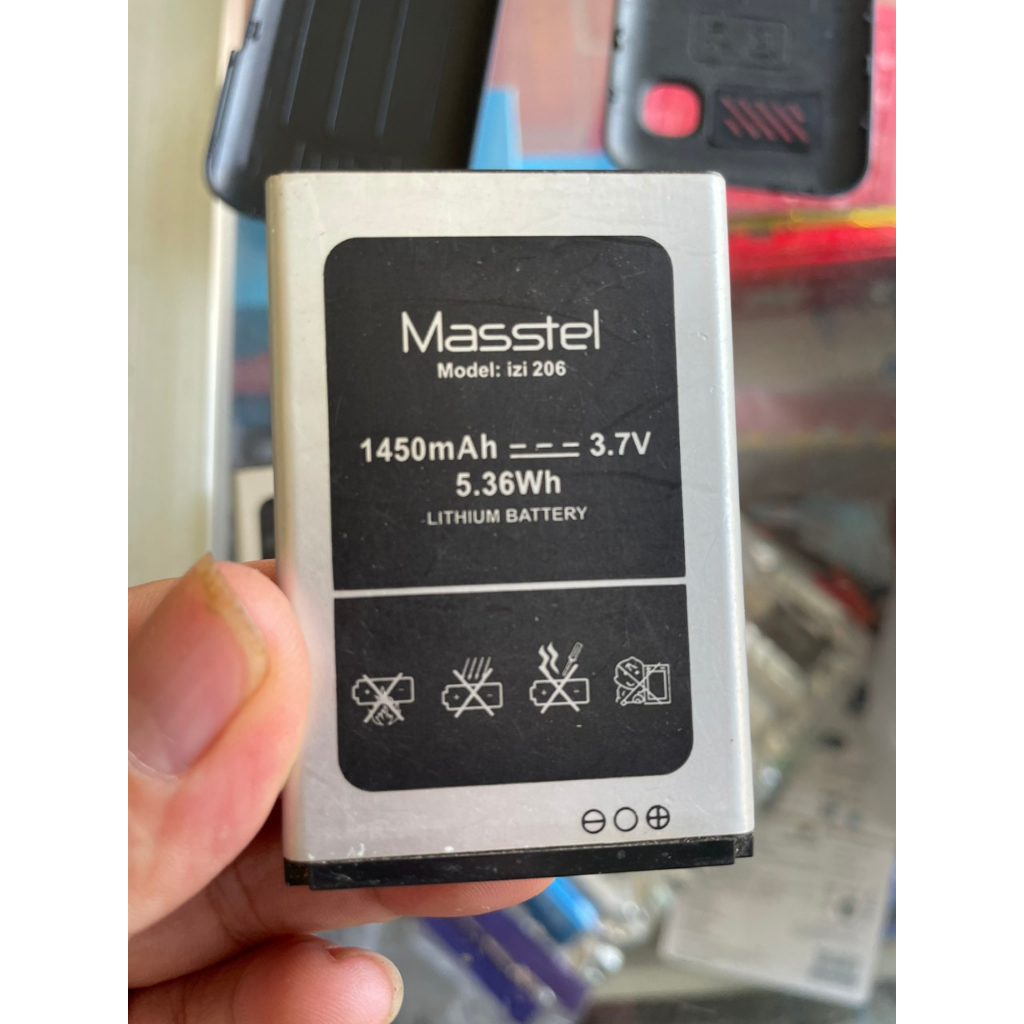 Masstel
Model: izi 206
1450mAh 3.7V
5.36Wh
LITHIUM BATTERY